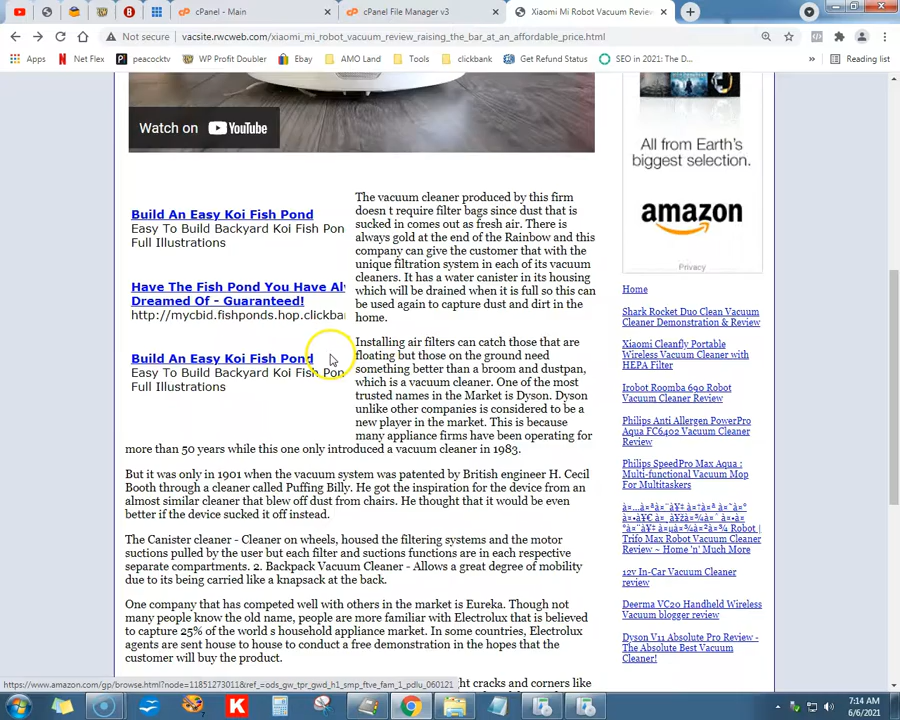 cPanel - Main
cPanel File Manager v3
Xiaomi Mi Robot Vacuum Review
Not secure
vacsite.rwcweb.com/xiaomi_mi_robot_vacuum_review_raising_the_bar_at_an_affordable_price.html
Apps
Net Flex
peacocktv
WP Profit Doubler
Ebay
AMO Land
Tools
clickbank
Get Refund Status
SEO in 2021: The D...
»
Reading list
Watch on YouTube
All from Earth's
biggest selection.
amazon
Privacy
Build An Easy Koi Fish Pond
Easy To Build Backyard Koi Fish Pon
Full Illustrations
Have The Fish Pond You Have Al
Dreamed Of - Guaranteed!
http://mycbid.fishponds.hop.clickba
Build An Easy Koi Fish Pond
Easy To Build Backyard Koi Fish Pon
Full Illustrations
The vacuum cleaner produced by this firm
doesn t require filter bags since dust that is
sucked in comes out as fresh air. There is
always gold at the end of the Rainbow and this
company can give the customer that with the
unique filtration system in each of its vacuum
cleaners. It has a water canister in its housing
which will be drained when it is full so this can
be used again to capture dust and dirt in the
home.
Installing air filters can catch those that are
floating but those on the ground need
something better than a broom and dustpan,
which is a vacuum cleaner. One of the most
trusted names in the Market is Dyson. Dyson
unlike other companies is considered to be a
new player in the market. This is because
many appliance firms have been operating for
more than 50 years while this one only introduced a vacuum cleaner in 1983.
But it was only in 1901 when the vacuum system was patented by British engineer H. Cecil
Booth through a cleaner called Puffing Billy. He got the inspiration for the device from an
almost similar cleaner that blew off dust from chairs. He thought that it would be even
better if the device sucked it off instead.
The Canister cleaner - Cleaner on wheels, housed the filtering systems and the motor
suctions pulled by the user but each filter and suctions functions are in each respective
separate compartments. 2. Backpack Vacuum Cleaner - Allows a great degree of mobility
due to its being carried like a knapsack at the back.
One company that has competed well with others in the market is Eureka. Though not
many people know the old name, people are more familiar with Electrolux that is believed
to capture 25% of the world s household appliance market. In some countries, Electrolux
agents are sent house to house to conduct a free demonstration in the hopes that the
customer will buy the product.
ght cracks and corners like
Home
Shark Rocket Duo Clean Vacuum
Cleaner Demonstration & Review
Xiaomi Cleanfly Portable
Wireless Vacuum Cleaner with
HEPA Filter
Irobot Roomba 690 Robot
Vacuum Cleaner Review
Philips Anti Allergen PowerPro
Aqua FC6402 Vacuum Cleaner
Review
Philips SpeedPro Max Aqua :
Multi-functional Vacuum Mop
For Multitaskers
Robot |
Trifo Max Robot Vacuum Cleaner
Review ~ Home 'n' Much More
12v In-Car Vacuum Cleaner
review
Deerma VC20 Handheld Wireless
Vacuum blogger review
Dyson V11 Absolute Pro Review -
The Absolute Best Vacuum
Cleaner!
https://www.amazon.com/gp/browse.html?node=11851273011&ref_=ods_gw_tpr_gwd_h1_smp_ftve_fam_1_pdlu_060121
7:14 AM
6/6/2021